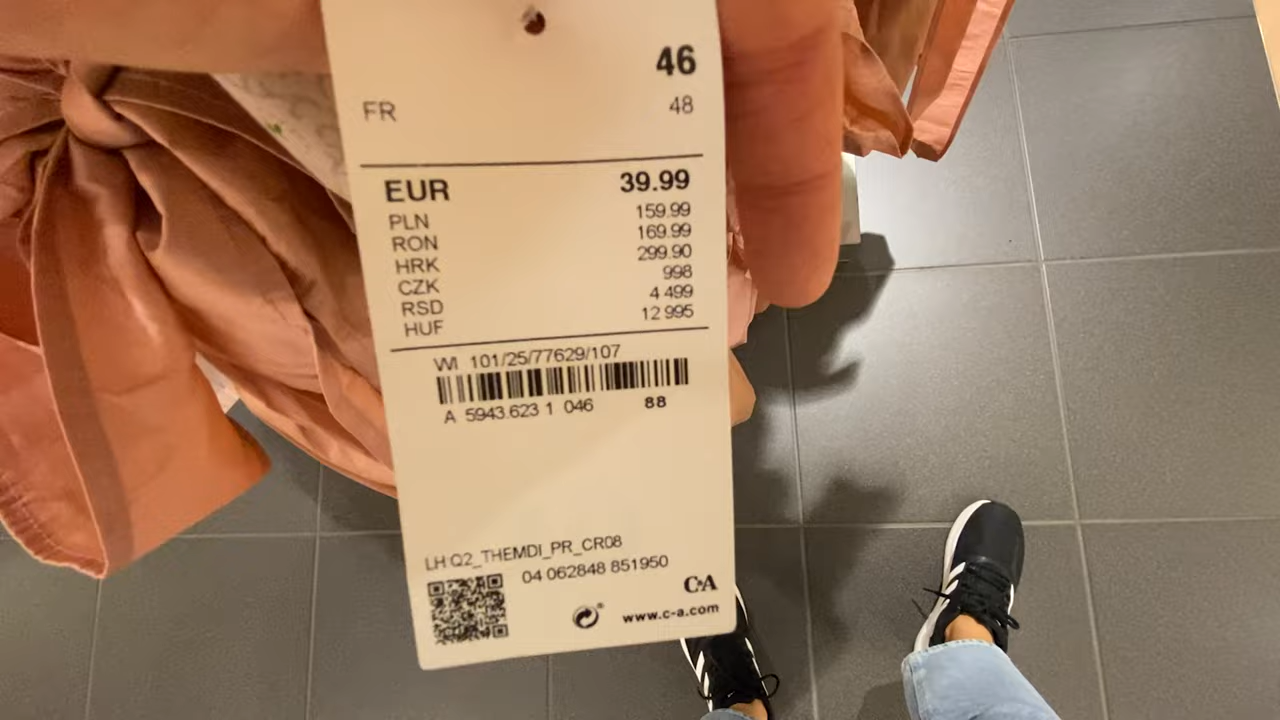 46
FR 48
EUR 39.99
PLN 159.99
RON 169.99
HRK 299.90
CZK 998
RSD 4 499
HUF 12 995
WI 101/25/77629/107
A 5943.623 1 046 88
LH Q2_THEMDI_PR_CR08
04 062848 851950
C&A
www.c-a.com